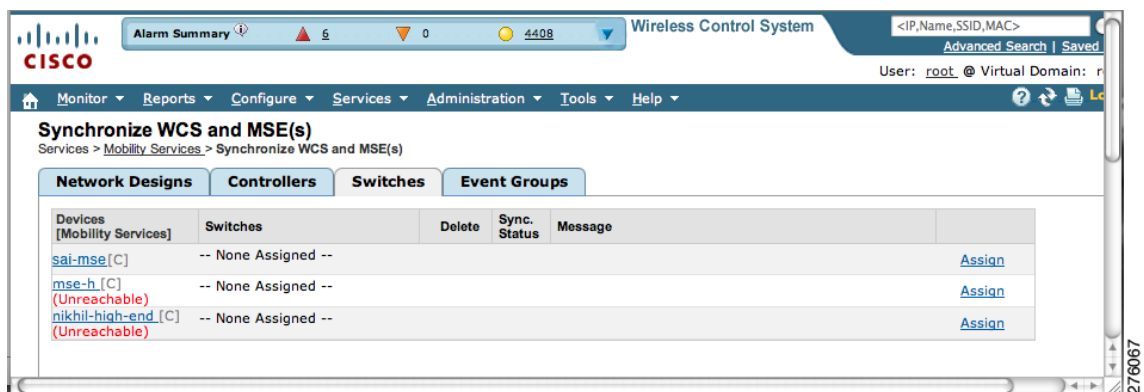 Alarm Summary 6 0 4408 Wireless Control System <IP,Name,SSID,MAC>
Advanced Search | Saved
CISCO
User: root @ Virtual Domain:
Monitor Reports Configure Services Administration Tools Help
Synchronize WCS and MSE(s)
Services > Mobility Services > Synchronize WCS and MSE(s)
Network Designs Controllers Switches Event Groups
Devices
[Mobility Services] Switches Delete Sync.
Status Message
sai-mse[C] -- None Assigned -- Assign
mse-h [C]
(Unreachable) -- None Assigned -- Assign
nikhil-high-end [C]
(Unreachable) -- None Assigned -- Assign
276067